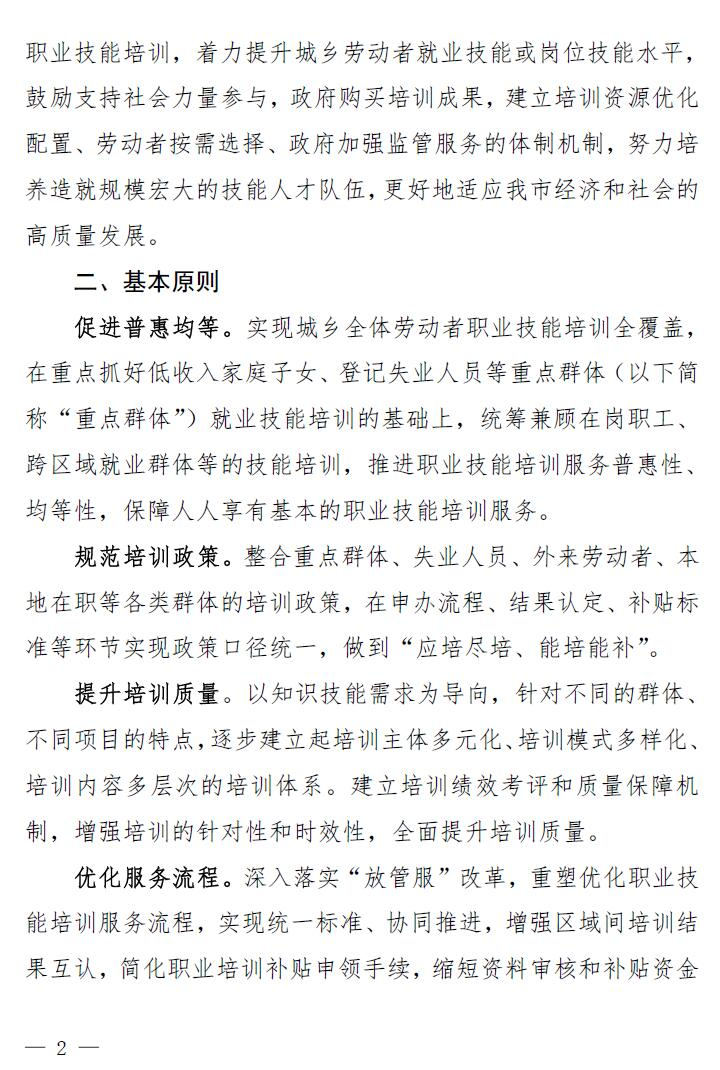 职业技能培训，着力提升城乡劳动者就业技能或岗位技能水平，
鼓励支持社会力量参与，政府购买培训成果，建立培训资源优化
配置、劳动者按需选择、政府加强监管服务的体制机制，努力培
养造就规模宏大的技能人才队伍，更好地适应我市经济和社会的
高质量发展。
二、基本原则
促进普惠均等。实现城乡全体劳动者职业技能培训全覆盖，
在重点抓好低收入家庭子女、登记失业人员等重点群体（以下简
称“重点群体”）就业技能培训的基础上，统筹兼顾在岗职工、
跨区域就业群体等的技能培训，推进职业技能培训服务普惠性、
均等性，保障人人享有基本的职业技能培训服务。
规范培训政策。整合重点群体、失业人员、外来劳动者、本
地在职等各类群体的培训政策，在申办流程、结果认定、补贴标
准等环节实现政策口径统一，做到“应培尽培、能培能补”。
提升培训质量。以知识技能需求为导向，针对不同的群体、
不同项目的特点，逐步建立起培训主体多元化、培训模式多样化、
培训内容多层次的培训体系。建立培训绩效考评和质量保障机
制，增强培训的针对性和时效性，全面提升培训质量。
优化服务流程。深入落实“放管服”改革，重塑优化职业技
能培训服务流程，实现统一标准、协同推进，增强区域间培训结
果互认，简化职业培训补贴申领手续，缩短资料审核和补贴资金
— 2 —